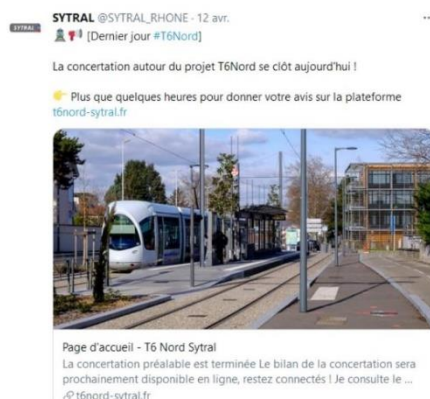 SYTRAL @SYTRAL_RHONE · 12 avr.
SYTRAL
[Dernier jour #T6Nord]
La concertation autour du projet T6Nord se clôt aujourd'hui !
Plus que quelques heures pour donner votre avis sur la plateforme
t6nord-sytral.fr
Page d'accueil - T6 Nord Sytral
La concertation préalable est terminée Le bilan de la concertation sera
prochainement disponible en ligne, restez connectés ! Je consulte le ...
t6nord-sytral.fr